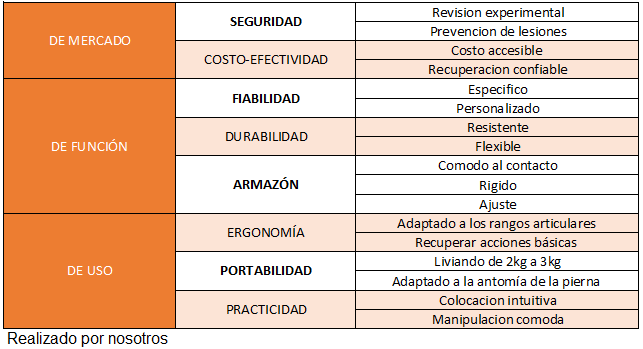 DE MERCADO
SEGURIDAD
Revision experimental
Prevencion de lesiones
COSTO-EFECTIVIDAD
Costo accesible
Recuperacion confiable
DE FUNCIÓN
FIABILIDAD
Especifico
Personalizado
DURABILIDAD
Resistente
Flexible
ARMAZÓN
Comodo al contacto
Rigido
Ajuste
DE USO
ERGONOMÍA
Adaptado a los rangos articulares
Recuperar acciones básicas
PORTABILIDAD
Liviando de 2kg a 3kg
Adaptado a la antomía de la pierna
PRACTICIDAD
Colocacion intuitiva
Manipulacion comoda
Realizado por nosotros